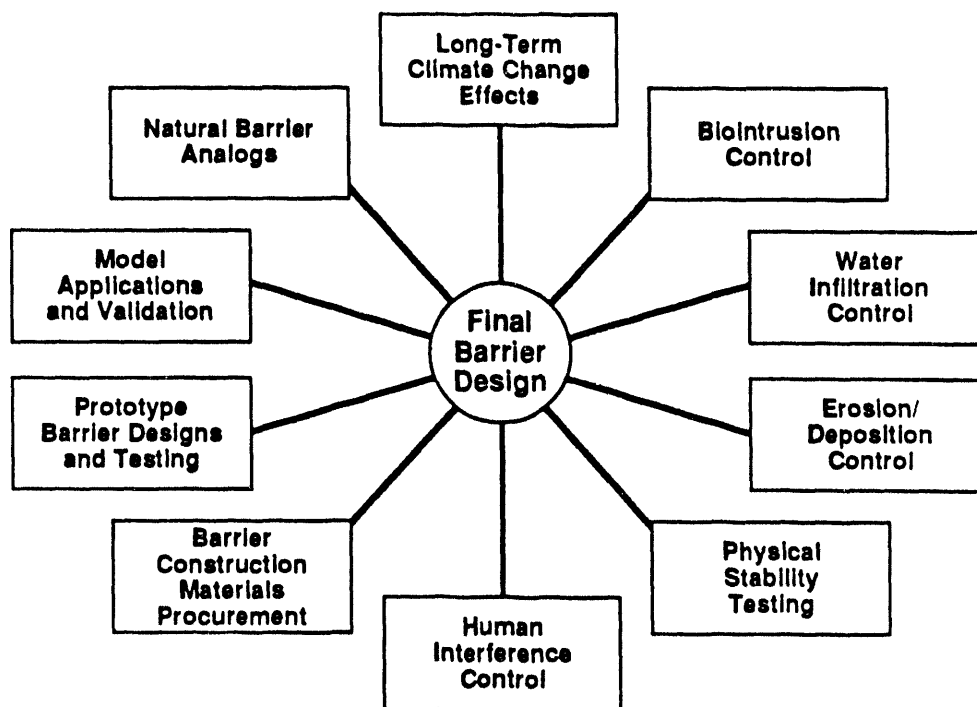 Long-Term
Climate Change
Effects
Natural Barrier
Analogs
Biointrusion
Control
Model
Applications
and Validation
Water
Infiltration
Control
Final
Barrier
Design
Prototype
Barrier Designs
and Testing
Erosion/
Deposition
Control
Barrier
Construction
Materials
Procurement
Physical
Stability
Testing
Human
Interference
Control